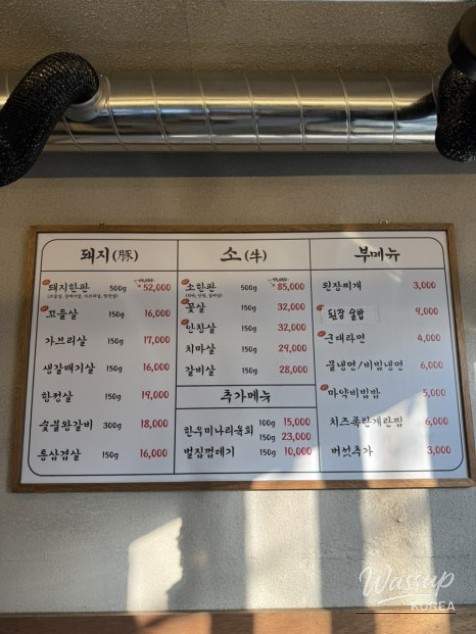 돼지(豚)
돼지한판 500g 52,000
꼬들살 150g 16,000
가브리살 150g 17,000
생갈매기살 150g 16,000
항정살 150g 19,000
숯불왕갈비 300g 18,000
통삼겹살 150g 16,000
소(牛)
소한판 500g 85,000
꽃살 150g 32,000
안창살 150g 32,000
치마살 150g 29,000
갈비살 150g 28,000
추가메뉴
한우미나리육회 100g 15,000
150g 23,000
벌집껍데기 150g 10,000
부메뉴
된장찌개 3,000
된장술밥 9,000
근대라면 4,000
물냉면/비빔냉면 6,000
마약비빔밥 5,000
치즈폭탄계란찜 6,000
버섯추가 3,000
Wassup
KOREA